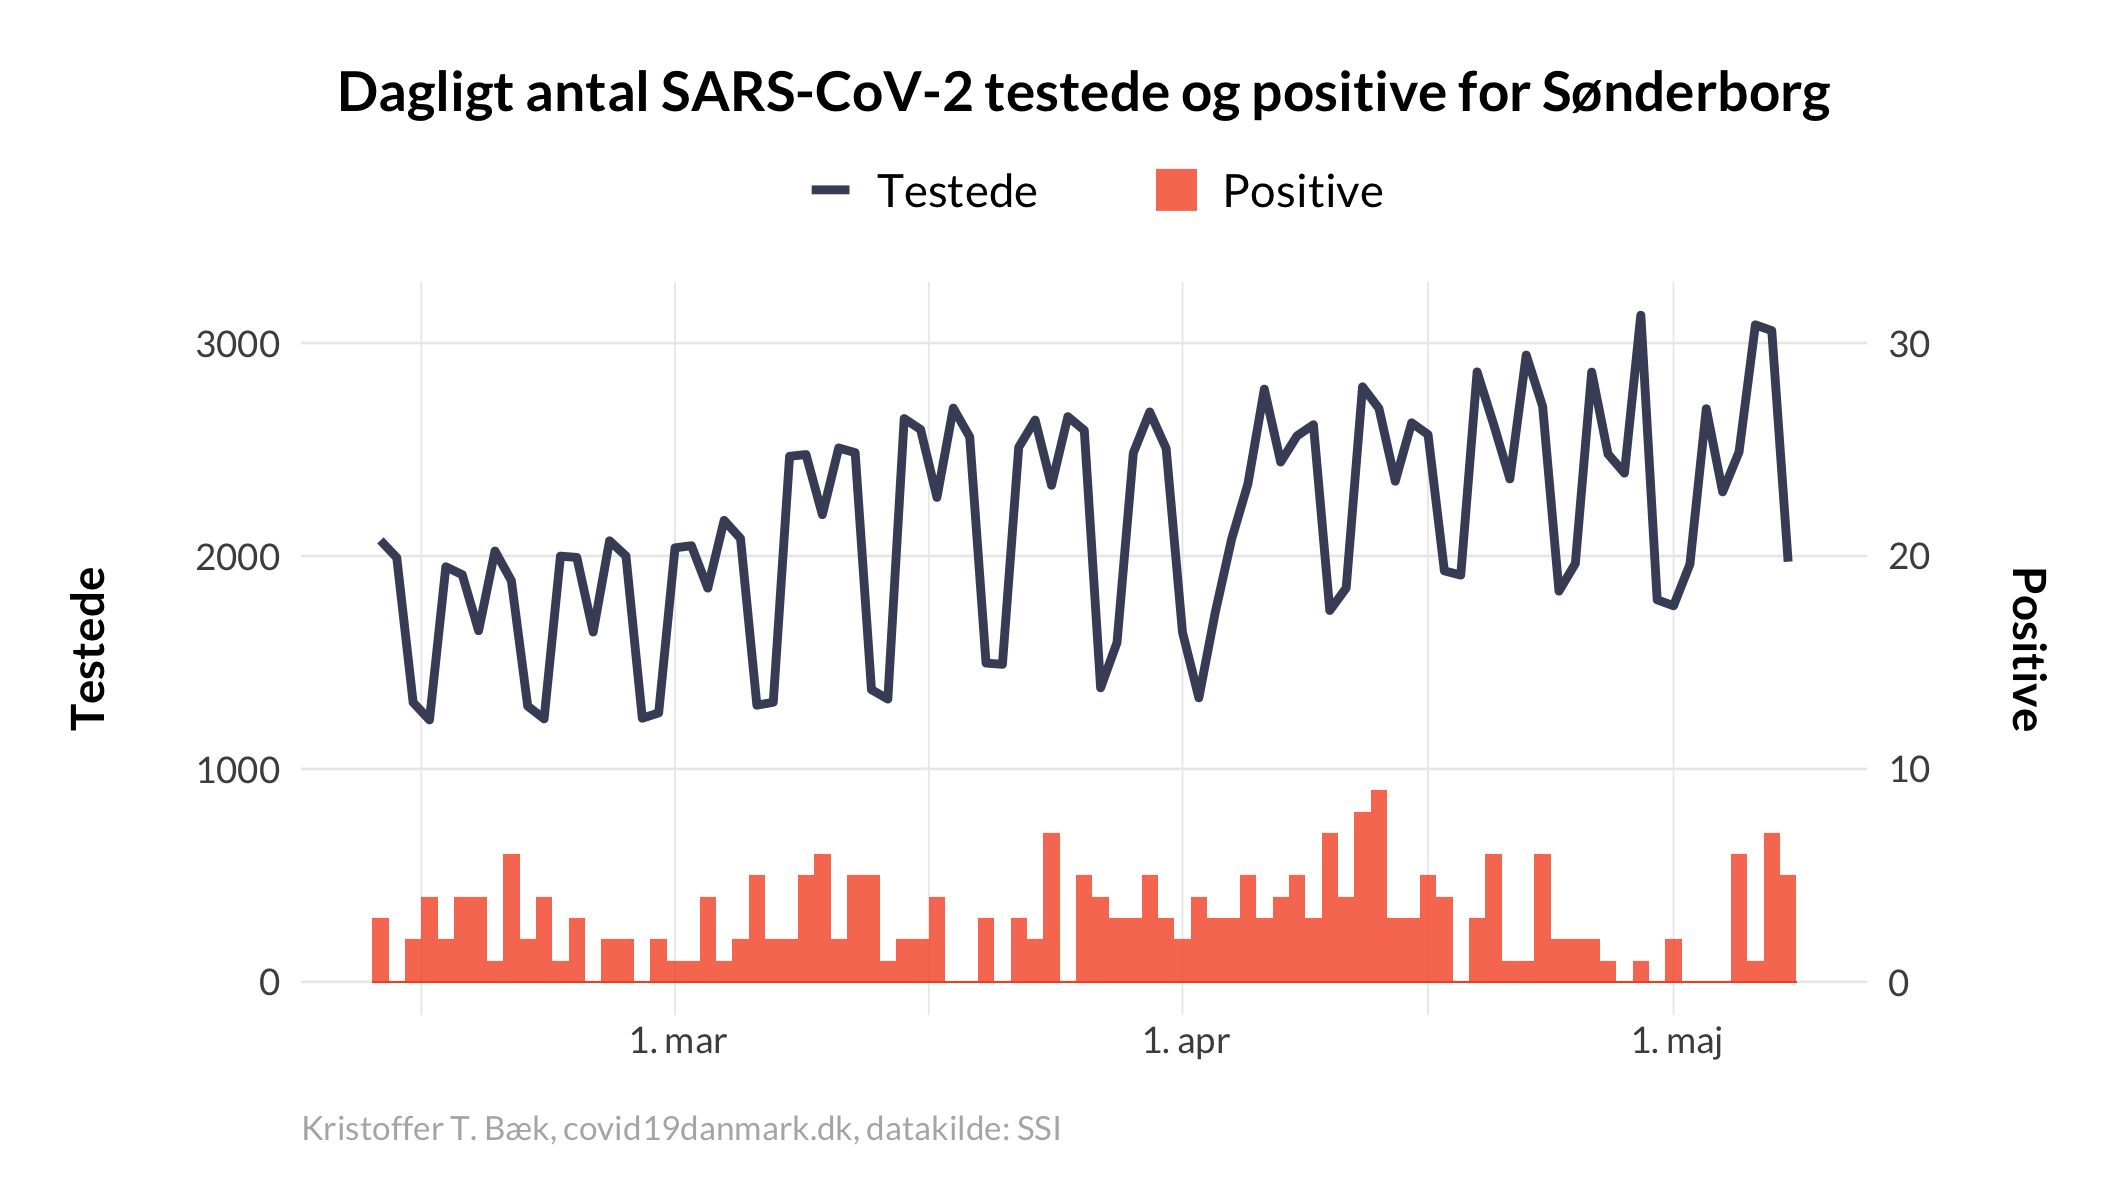 Dagligt antal SARS-CoV-2 testede og positive for Sønderborg
Testede Positive
3000 30
2000 20
1000 10
0 0
Testede
Positive
1. mar 1. apr 1. maj
Kristoffer T. Bæk, covid19danmark.dk, datakilde: SSI